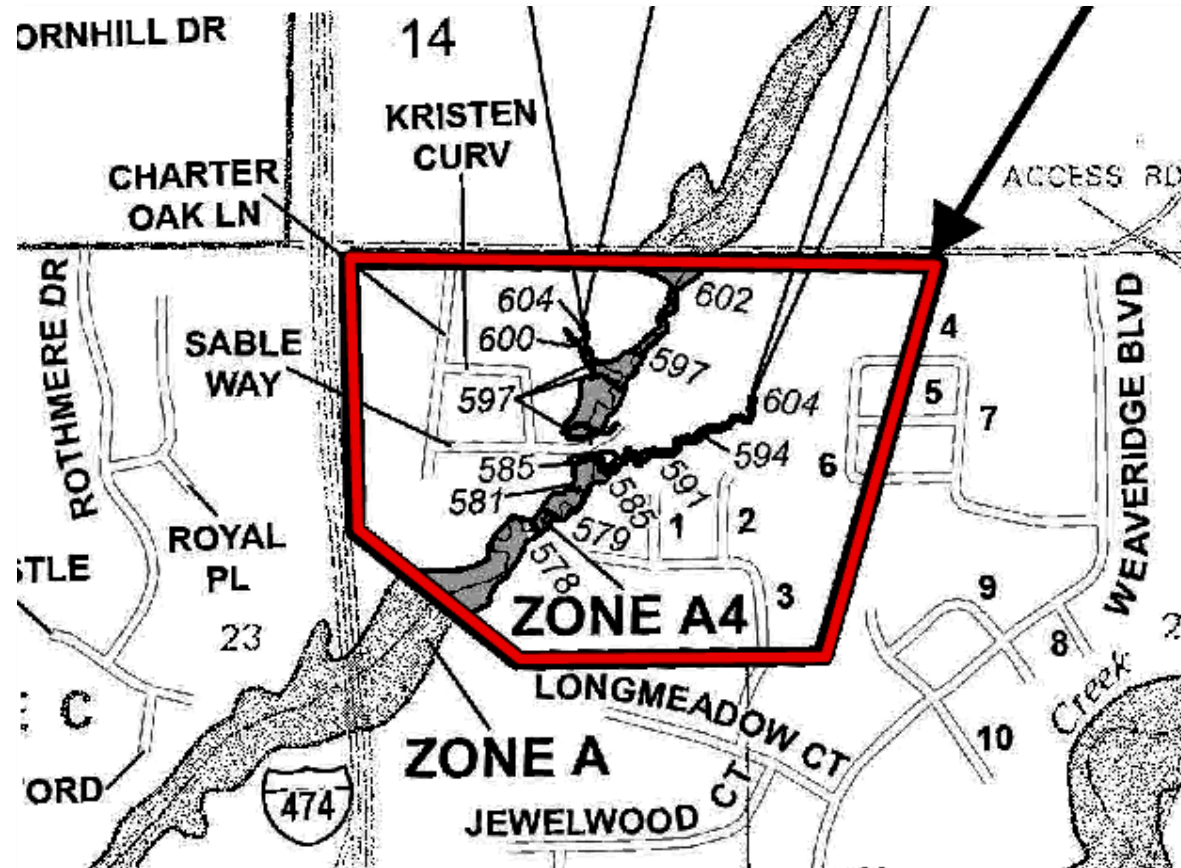 ORNHILL DR
14
KRISTEN
CURV
CHARTER
OAK LN
ACCESS RD
ROTHMERE DR
SABLE
WAY
604
600
597
602
597
604
594
591
585
585
581
579
578
1
2
3
4
5
6
7
WEAVERIDGE BLVD
ROYAL
PL
STLE
23
ZONE A4
9
8
2
Creek
10
LONGMEADOW CT
C
ZONE A
ORD
474
JEWELWOOD CT